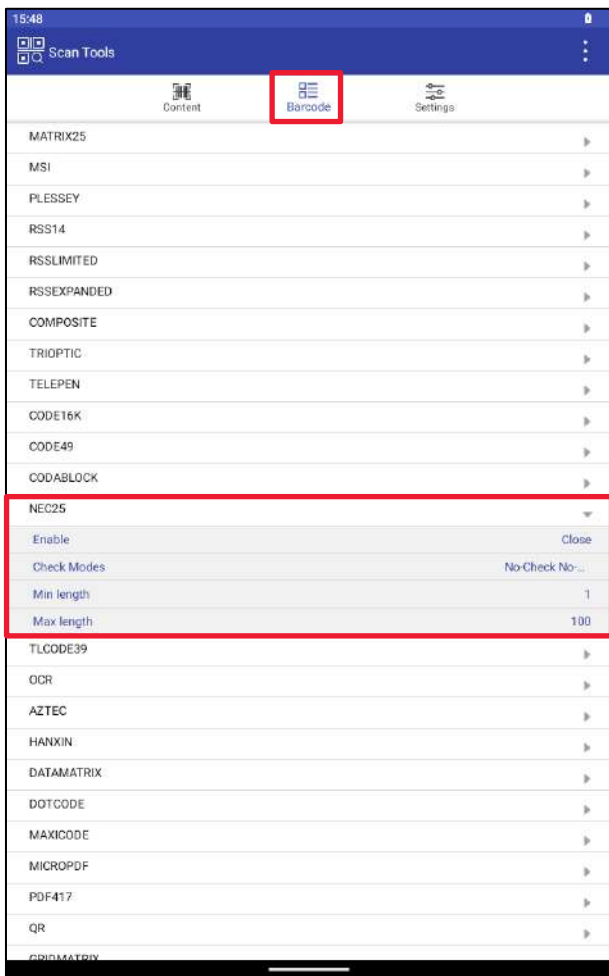 15:48
Scan Tools
Content Barcode Settings
MATRIX25
MSI
PLESSEY
RSS14
RSSLIMITED
RSSEXPANDED
COMPOSITE
TRIOPTIC
TELEPEN
CODE16K
CODE49
CODABLOCK
NEC25
Enable Close
Check Modes No-Check No-...
Min length 1
Max length 100
TLCODE39
OCR
AZTEC
HANXIN
DATAMATRIX
DOTCODE
MAXICODE
MICROPDF
PDF417
QR
GRIDMATRIX